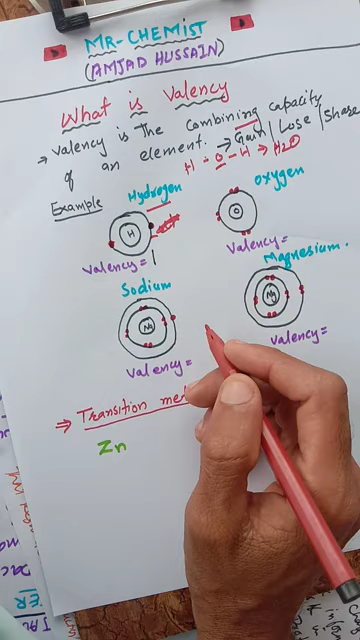 MR-CHEMIST
(AMJAD HUSSAIN)
What is Valency
→ Valency is The combining capacity
of an element. → Gain / Lose / Share
H - O - H → H2O
Example
Hydrogen
Oxygen
H
O
Valency = 1
Valency =
Sodium
Magnesium.
Na
Mg
Valency =
Valency =
⇒ Transition me
Zn